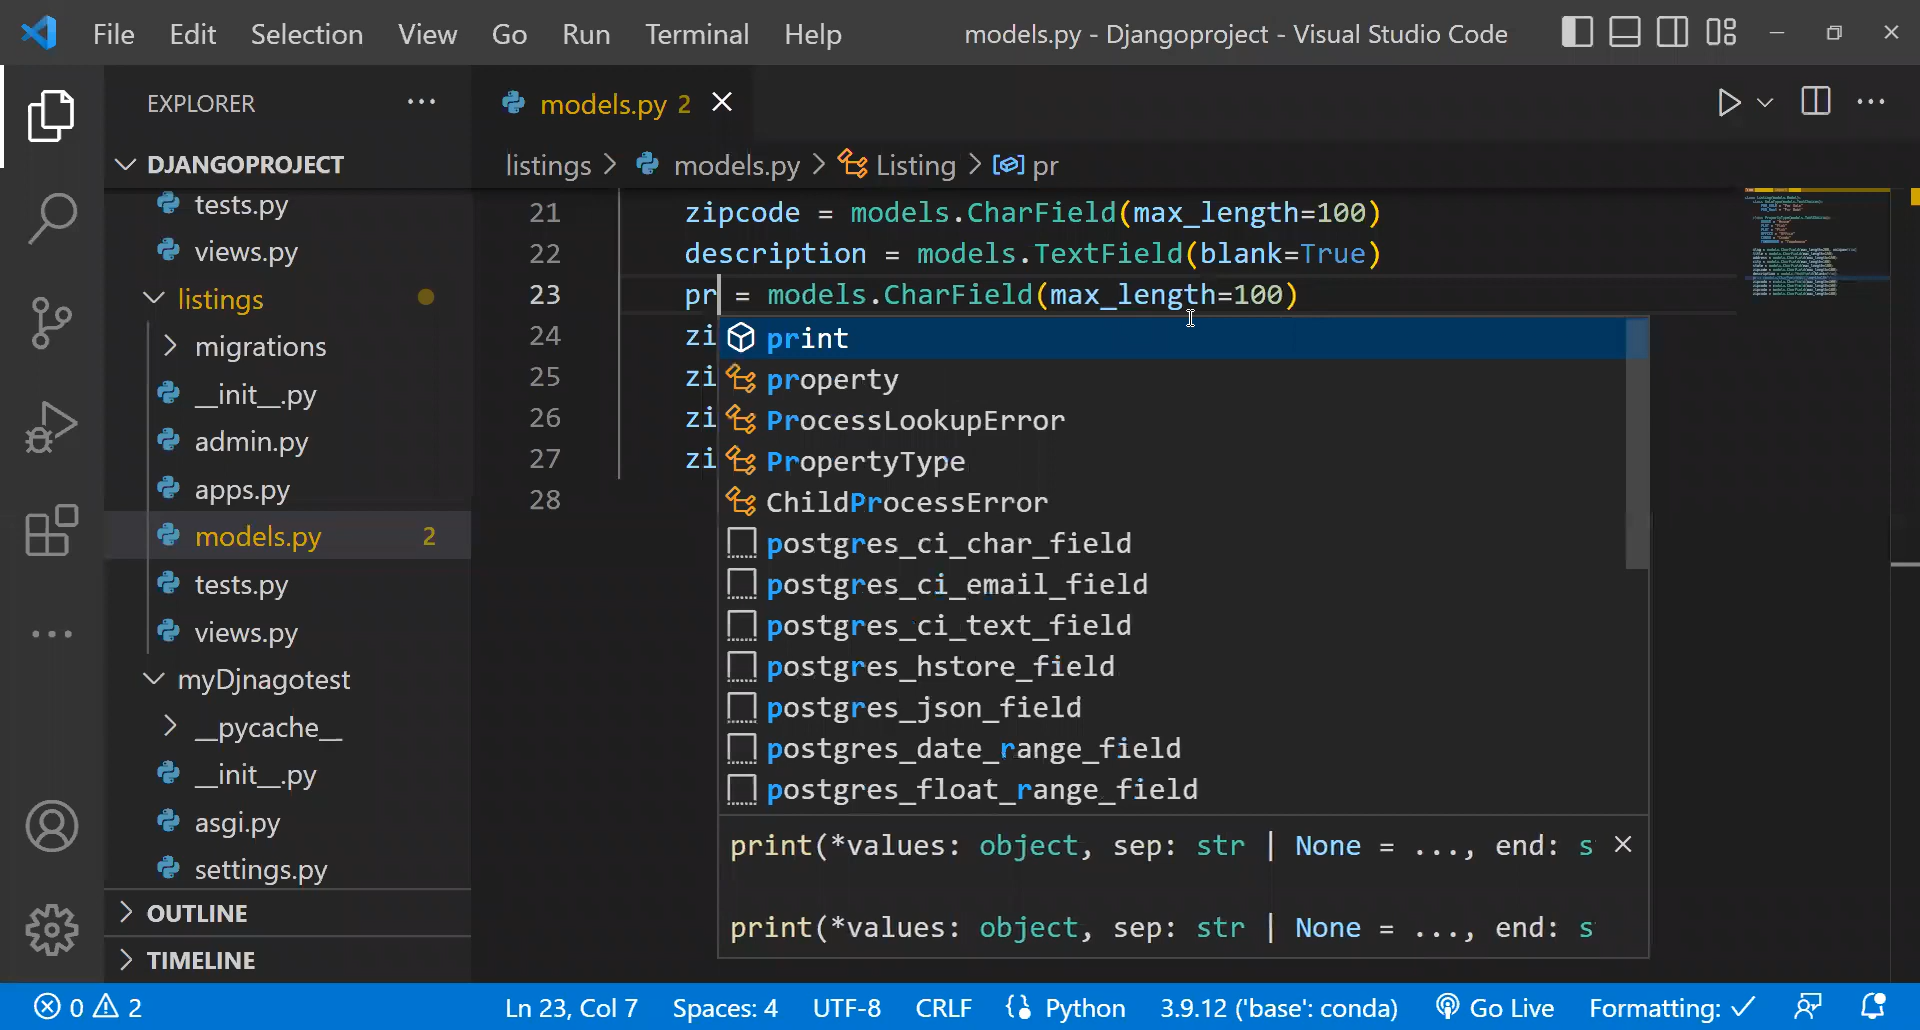 File Edit Selection View Go Run Terminal Help models.py - Djangoproject - Visual Studio Code
EXPLORER
DJANGOPROJECT
tests.py
views.py
listings
migrations
__init__.py
admin.py
apps.py
models.py 2
tests.py
views.py
myDjnagotest
__pycache__
__init__.py
asgi.py
settings.py
OUTLINE
TIMELINE
models.py 2
listings > models.py > Listing > pr
21 zipcode = models.CharField(max_length=100)
22 description = models.TextField(blank=True)
23 pr = models.CharField(max_length=100)
24 zi
25 zi
26 zi
27 zi
28
print
property
ProcessLookupError
PropertyType
ChildProcessError
postgres_ci_char_field
postgres_ci_email_field
postgres_ci_text_field
postgres_hstore_field
postgres_json_field
postgres_date_range_field
postgres_float_range_field
print(*values: object, sep: str | None = ..., end: s
print(*values: object, sep: str | None = ..., end: s
0 2 Ln 23, Col 7 Spaces: 4 UTF-8 CRLF Python 3.9.12 ('base': conda) Go Live Formatting: ✓